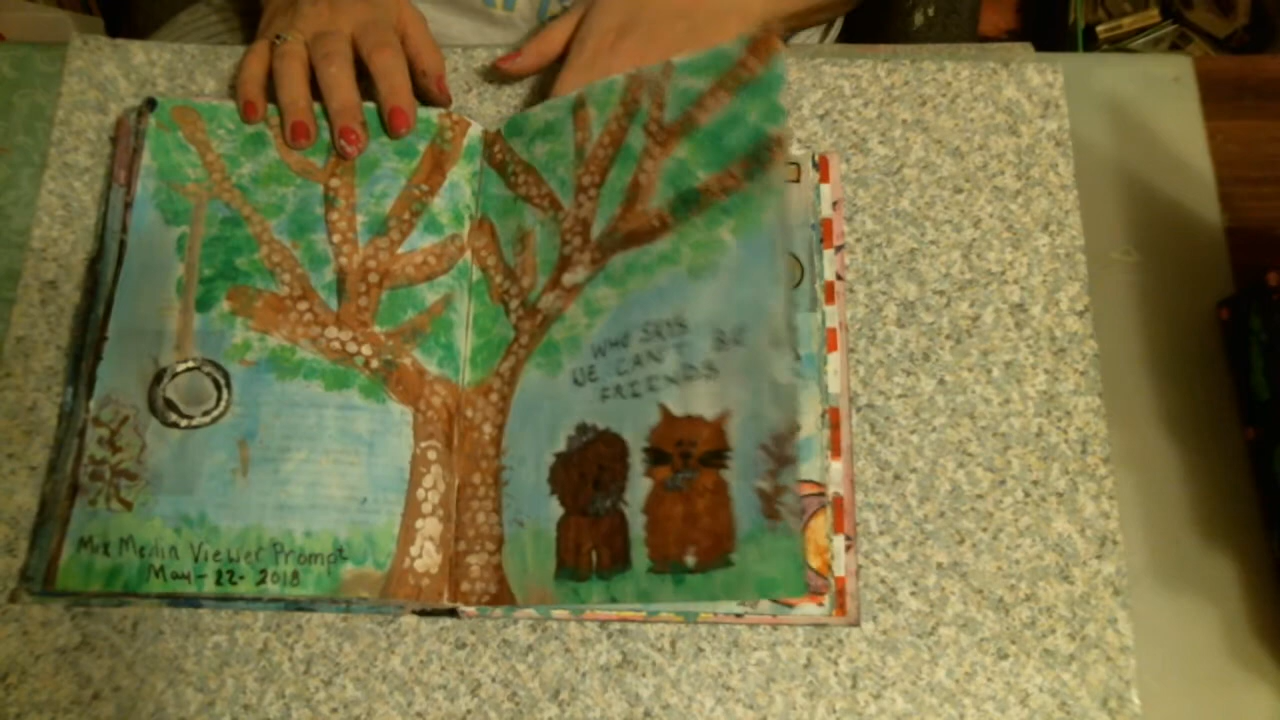 WHO SAYS
WE CAN'T BE
FRIENDS
Mix Media Viewer Prompt
May-22-2018